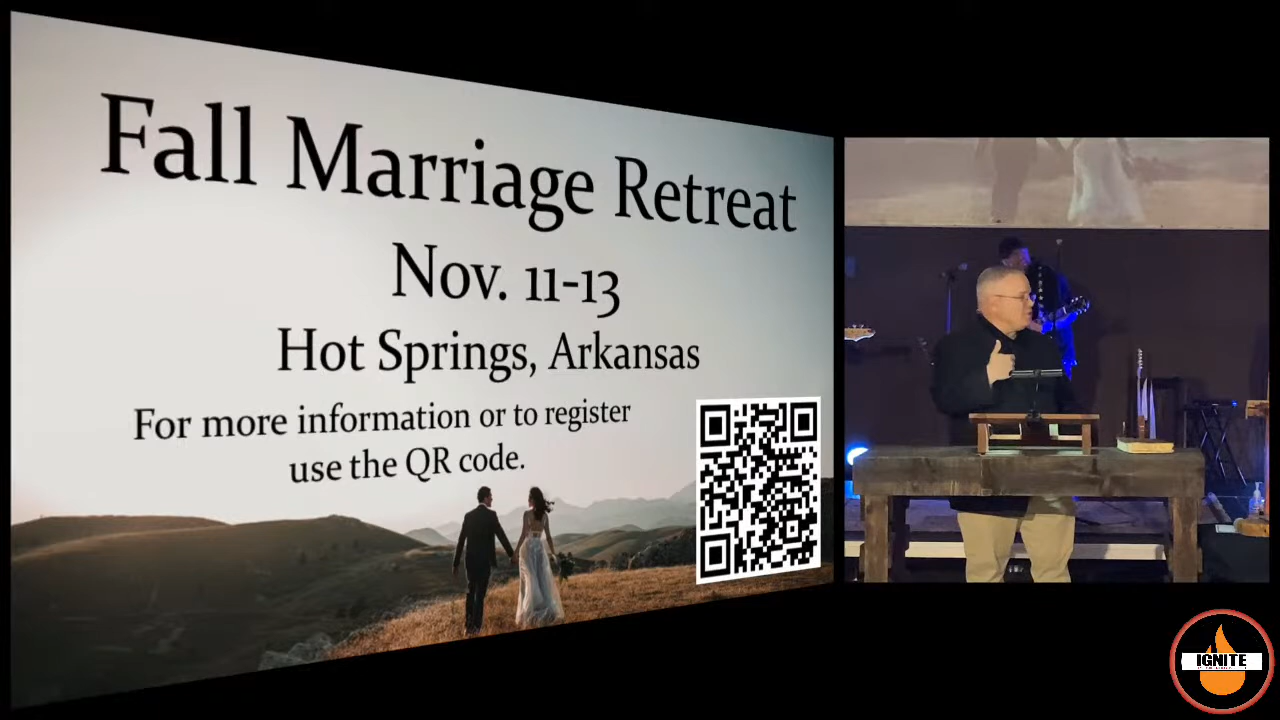 Fall Marriage Retreat
Nov. 11-13
Hot Springs, Arkansas
For more information or to register
use the QR code.
IGNITE